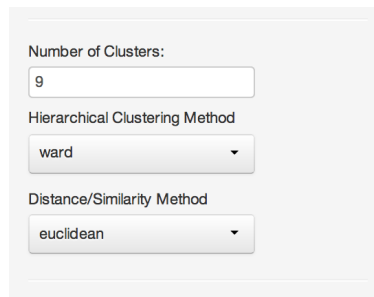 Number of Clusters:
9
Hierarchical Clustering Method
ward
Distance/Similarity Method
euclidean